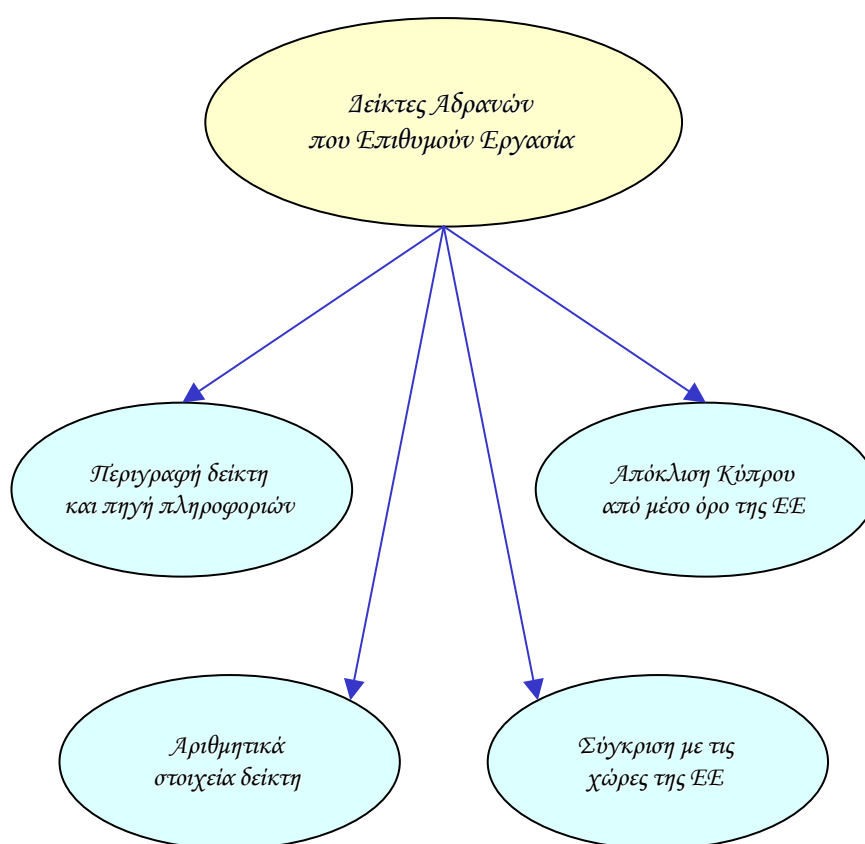 Δείκτες Αδρανών
που Επιθυμούν Εργασία
Περιγραφή δείκτη
και πηγή πληροφοριών
Απόκλιση Κύπρου
από μέσο όρο της ΕΕ
Αριθμητικά
στοιχεία δείκτη
Σύγκριση με τις
χώρες της ΕΕ